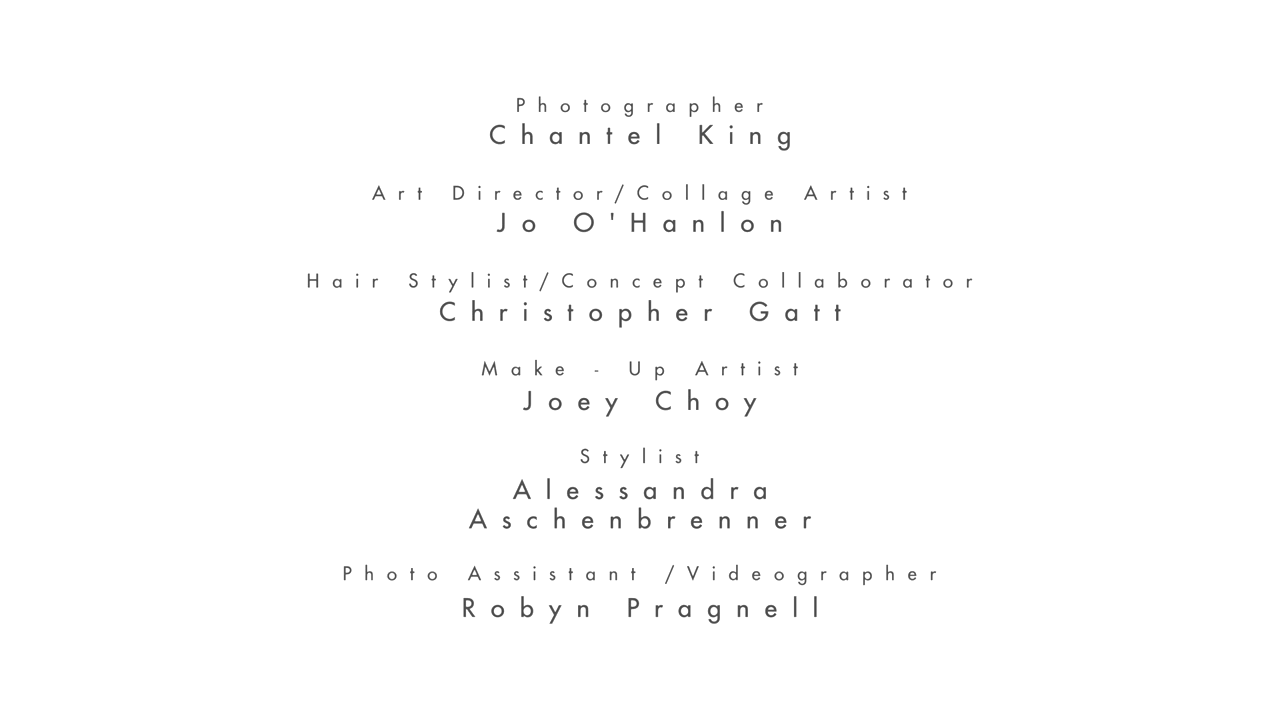 Photographer
Chantel King
Art Director/Collage Artist
Jo O'Hanlon
Hair Stylist/Concept Collaborator
Christopher Gatt
Make - Up Artist
Joey Choy
Stylist
Alessandra
Aschenbrenner
Photo Assistant /Videographer
Robyn Pragnell